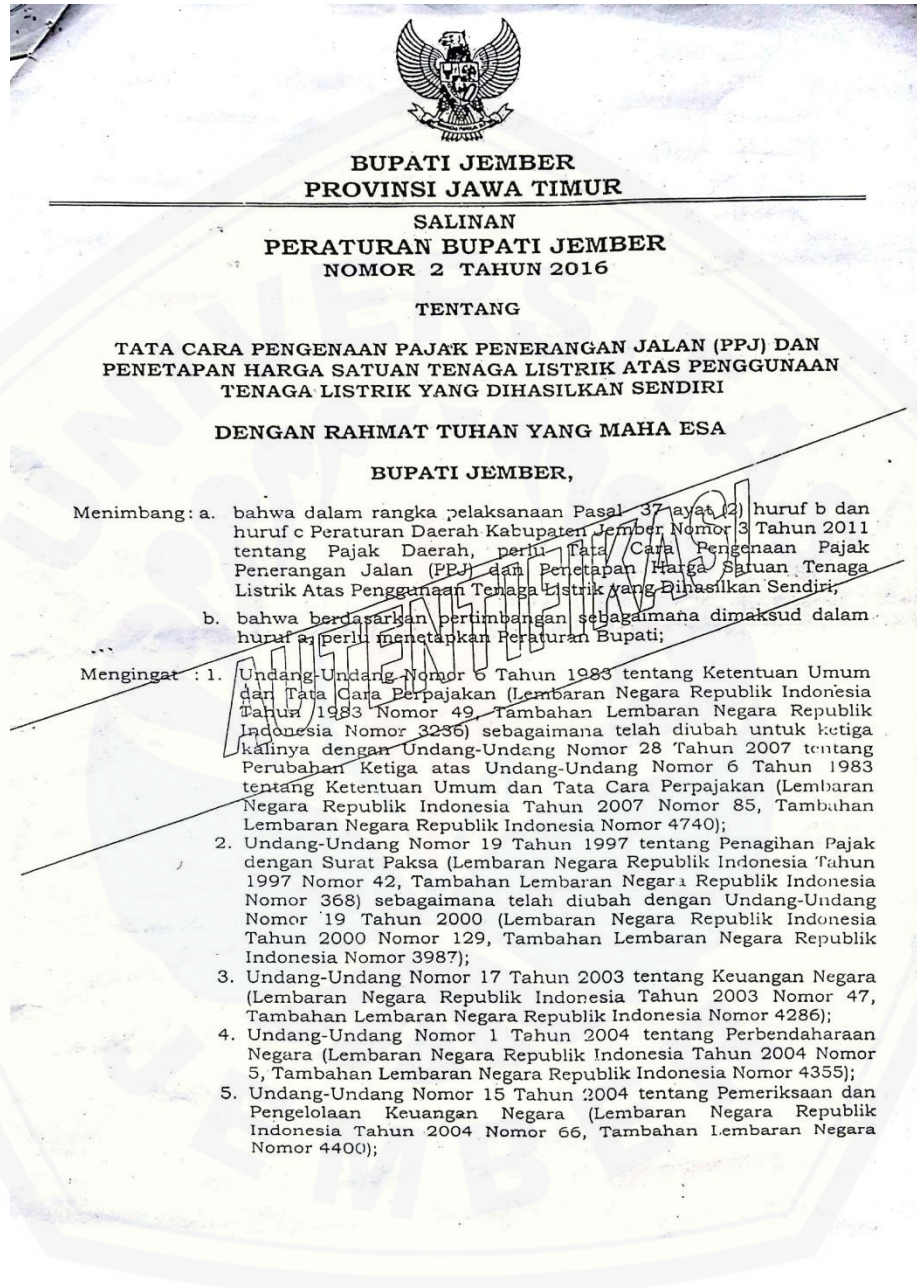 BUPATI JEMBER
PROVINSI JAWA TIMUR
SALINAN
PERATURAN BUPATI JEMBER
NOMOR 2 TAHUN 2016
TENTANG
TATA CARA PENGENAAN PAJAK PENERANGAN JALAN (PPJ) DAN
PENETAPAN HARGA SATUAN TENAGA LISTRIK ATAS PENGGUNAAN
TENAGA LISTRIK YANG DIHASILKAN SENDIRI
DENGAN RAHMAT TUHAN YANG MAHA ESA
BUPATI JEMBER,
Menimbang : a. bahwa dalam rangka pelaksanaan Pasal 37 ayat (2) huruf b dan
huruf c Peraturan Daerah Kabupaten Jember Nomor 3 Tahun 2011
tentang Pajak Daerah, perlu Tata Cara Pengenaan Pajak
Penerangan Jalan (PPJ) dan Penetapan Harga Satuan Tenaga
Listrik Atas Penggunaan Tenaga Listrik yang Dihasilkan Sendiri;
b. bahwa berdasarkan pertimbangan sebagaimana dimaksud dalam
huruf a, perlu menetapkan Peraturan Bupati;
Mengingat : 1. Undang-Undang Nomor 6 Tahun 1983 tentang Ketentuan Umum
dan Tata Cara Perpajakan (Lembaran Negara Republik Indonesia
Tahun 1983 Nomor 49, Tambahan Lembaran Negara Republik
Indonesia Nomor 3236) sebagaimana telah diubah untuk ketiga
kalinya dengan Undang-Undang Nomor 28 Tahun 2007 tentang
Perubahan Ketiga atas Undang-Undang Nomor 6 Tahun 1983
tentang Ketentuan Umum dan Tata Cara Perpajakan (Lembaran
Negara Republik Indonesia Tahun 2007 Nomor 85, Tambahan
Lembaran Negara Republik Indonesia Nomor 4740);
2. Undang-Undang Nomor 19 Tahun 1997 tentang Penagihan Pajak
dengan Surat Paksa (Lembaran Negara Republik Indonesia Tahun
1997 Nomor 42, Tambahan Lembaran Negara Republik Indonesia
Nomor 368) sebagaimana telah diubah dengan Undang-Undang
Nomor 19 Tahun 2000 (Lembaran Negara Republik Indonesia
Tahun 2000 Nomor 129, Tambahan Lembaran Negara Republik
Indonesia Nomor 3987);
3. Undang-Undang Nomor 17 Tahun 2003 tentang Keuangan Negara
(Lembaran Negara Republik Indonesia Tahun 2003 Nomor 47,
Tambahan Lembaran Negara Republik Indonesia Nomor 4286);
4. Undang-Undang Nomor 1 Tahun 2004 tentang Perbendaharaan
Negara (Lembaran Negara Republik Indonesia Tahun 2004 Nomor
5, Tambahan Lembaran Negara Republik Indonesia Nomor 4355);
5. Undang-Undang Nomor 15 Tahun 2004 tentang Pemeriksaan dan
Pengelolaan Keuangan Negara (Lembaran Negara Republik
Indonesia Tahun 2004 Nomor 66, Tambahan Lembaran Negara
Nomor 4400);
AUTENTIFIKASI
UNIVERSITAS
JEMBER